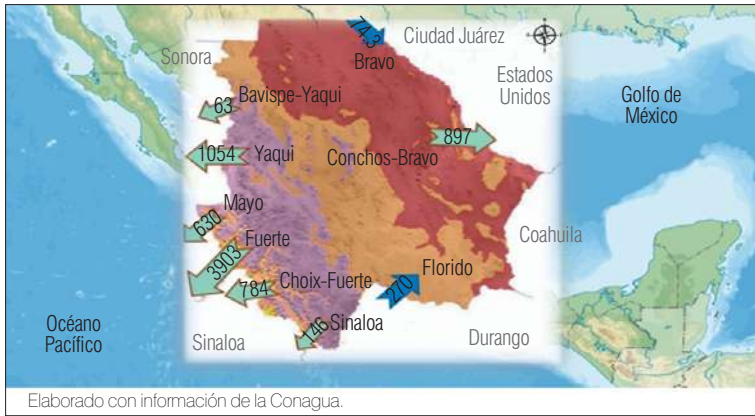 74.3
Ciudad Juárez
Sonora
Bravo
Estados
Unidos
Golfo de
México
Bavispe-Yaqui
63
897
1054
Yaqui
Conchos-Bravo
Mayo
630
Fuerte
Coahuila
3903
Choix-Fuerte
784
Florido
270
Océano
Pacífico
146
Sinaloa
Sinaloa
Durango
Elaborado con información de la Conagua.